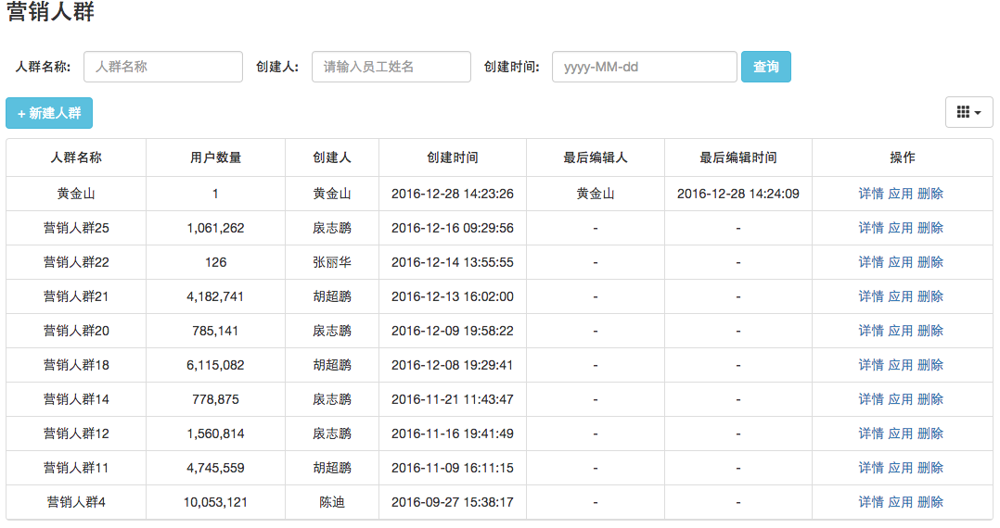 营销人群
人群名称: 人群名称 创建人: 请输入员工姓名 创建时间: yyyy-MM-dd 查询
+ 新建人群
人群名称 用户数量 创建人 创建时间 最后编辑人 最后编辑时间 操作
黄金山 1 黄金山 2016-12-28 14:23:26 黄金山 2016-12-28 14:24:09 详情 应用 删除
营销人群25 1,061,262 扆志鹏 2016-12-16 09:29:56 - - 详情 应用 删除
营销人群22 126 张丽华 2016-12-14 13:55:55 - - 详情 应用 删除
营销人群21 4,182,741 胡超鹏 2016-12-13 16:02:00 - - 详情 应用 删除
营销人群20 785,141 扆志鹏 2016-12-09 19:58:22 - - 详情 应用 删除
营销人群18 6,115,082 胡超鹏 2016-12-08 19:29:41 - - 详情 应用 删除
营销人群14 778,875 扆志鹏 2016-11-21 11:43:47 - - 详情 应用 删除
营销人群12 1,560,814 扆志鹏 2016-11-16 19:41:49 - - 详情 应用 删除
营销人群11 4,745,559 胡超鹏 2016-11-09 16:11:15 - - 详情 应用 删除
营销人群4 10,053,121 陈迪 2016-09-27 15:38:17 - - 详情 应用 删除